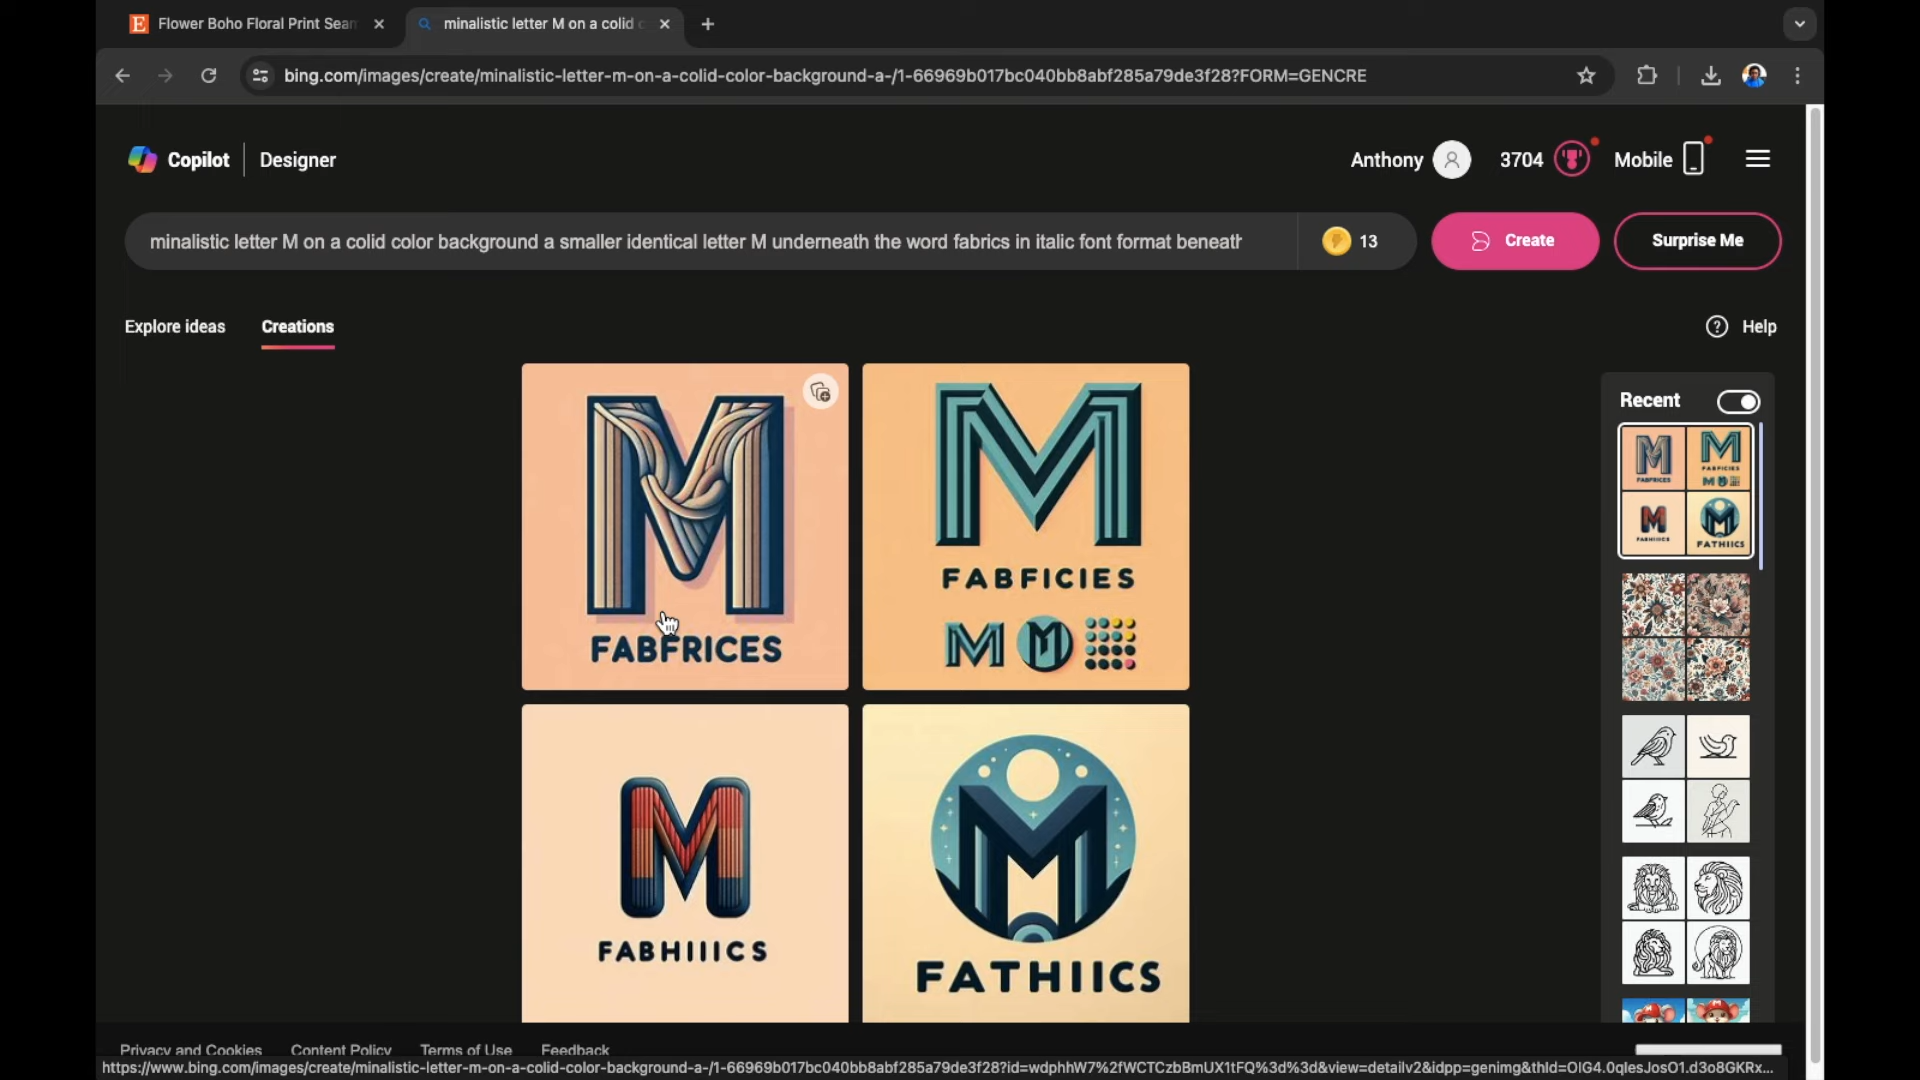 Flower Boho Floral Print Sean
minalistic letter M on a colid c
bing.com/images/create/minalistic-letter-m-on-a-colid-color-background-a-/1-66969b017bc040bb8abf285a79de3f28?FORM=GENCRE
Copilot Designer
Anthony 3704 Mobile
minalistic letter M on a colid color background a smaller identical letter M underneath the word fabrics in italic font format beneath
13
Create
Surprise Me
Explore ideas Creations
Help
Recent
M
FABFRICES
M
FABFICIES
M M
M
FABHIIICS
M
FATHIICS
M
FABFRICES
M
FABFICIES
M
M
FATHIICS
Privacy and Cookies Content Policy Terms of Use Feedback
https://www.bing.com/images/create/minalistic-letter-m-on-a-colid-color-background-a-/1-66969b017bc040bb8abf285a79de3f28?id=wdphhW7%2fWCTCzbBmUX1tFQ%3d%3d&view=detailv2&idpp=genimg&thId=OIG4.0qlesJosO1.d3o8GKRx...